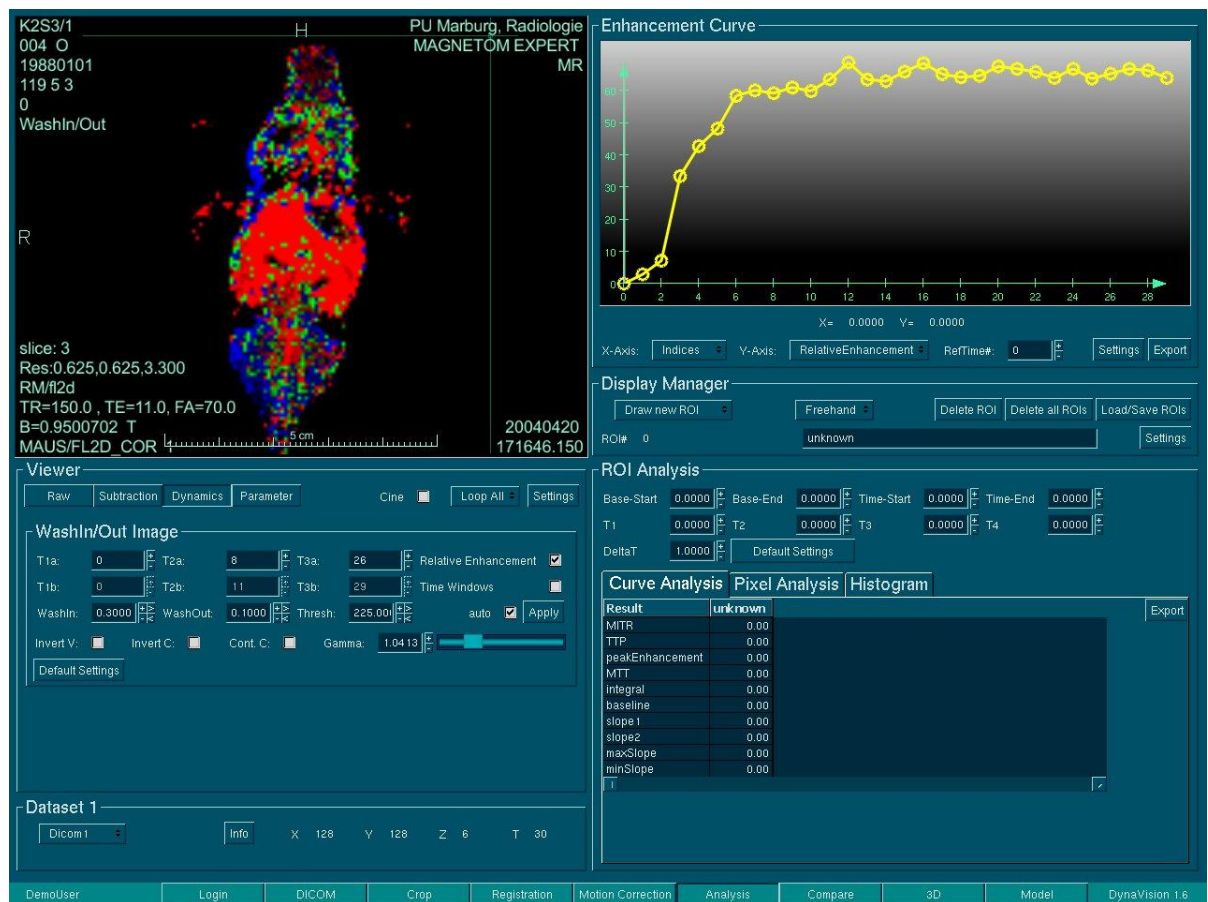 K2S3/1 H PU Marburg, Radiologie
004 O MAGNETOM EXPERT
19880101 MR
119 5 3
0
WashIn/Out
R
slice: 3
Res:0.625,0.625,3.300
RM/fl2d
TR=150.0 , TE=11.0, FA=70.0
B=0.9500702 T 20040420
MAUS/FL2D_COR 5 cm 171646.150
Enhancement Curve
60
50
40
30
20
10
0
0 2 4 6 8 10 12 14 16 18 20 22 24 26 28
X= 0.0000 Y= 0.0000
X-Axis: Indices Y-Axis: RelativeEnhancement RefTime#: 0 Settings Export
Display Manager
Draw new ROI Freehand Delete ROI Delete all ROIs Load/Save ROIs
ROI# 0 unknown Settings
Viewer
Raw Subtraction Dynamics Parameter Cine Loop All Settings
WashIn/Out Image
T1a: 0 T2a: 8 T3a: 26 Relative Enhancement
T1b: 0 T2b: 11 T3b: 29 Time Windows
WashIn: 0.3000 WashOut: 0.1000 Thresh: 225.00 auto Apply
Invert V: Invert C: Cont. C: Gamma: 1.0413
Default Settings
ROI Analysis
Base-Start 0.0000 Base-End 0.0000 Time-Start 0.0000 Time-End 0.0000
T1 0.0000 T2 0.0000 T3 0.0000 T4 0.0000
DeltaT 1.0000 Default Settings
Curve Analysis Pixel Analysis Histogram
Result unknown Export
MITR 0.00
TTP 0.00
peakEnhancement 0.00
MTT 0.00
integral 0.00
baseline 0.00
slope1 0.00
slope2 0.00
maxSlope 0.00
minSlope 0.00
Dataset 1
Dicom1 Info X 128 Y 128 Z 6 T 30
DemoUser Login DICOM Crop Registration Motion Correction Analysis Compare 3D Model DynaVision 1.6